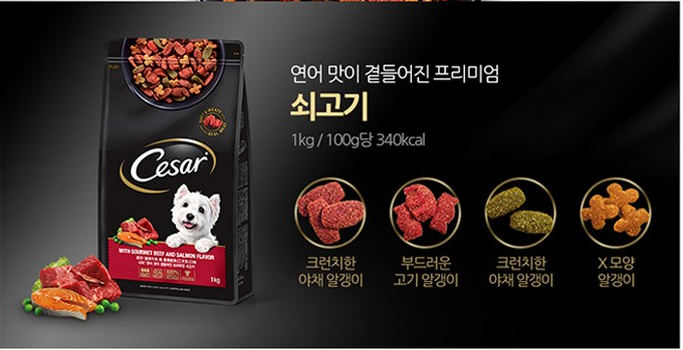 연어 맛이 곁들어진 프리미엄
쇠고기
1kg / 100g당 340kcal
Cesar
WITH GOURMET BEEF AND SALMON FLAVOR
1kg
크런치한
야채 알갱이
부드러운
고기 알갱이
크런치한
야채 알갱이
X 모양
알갱이